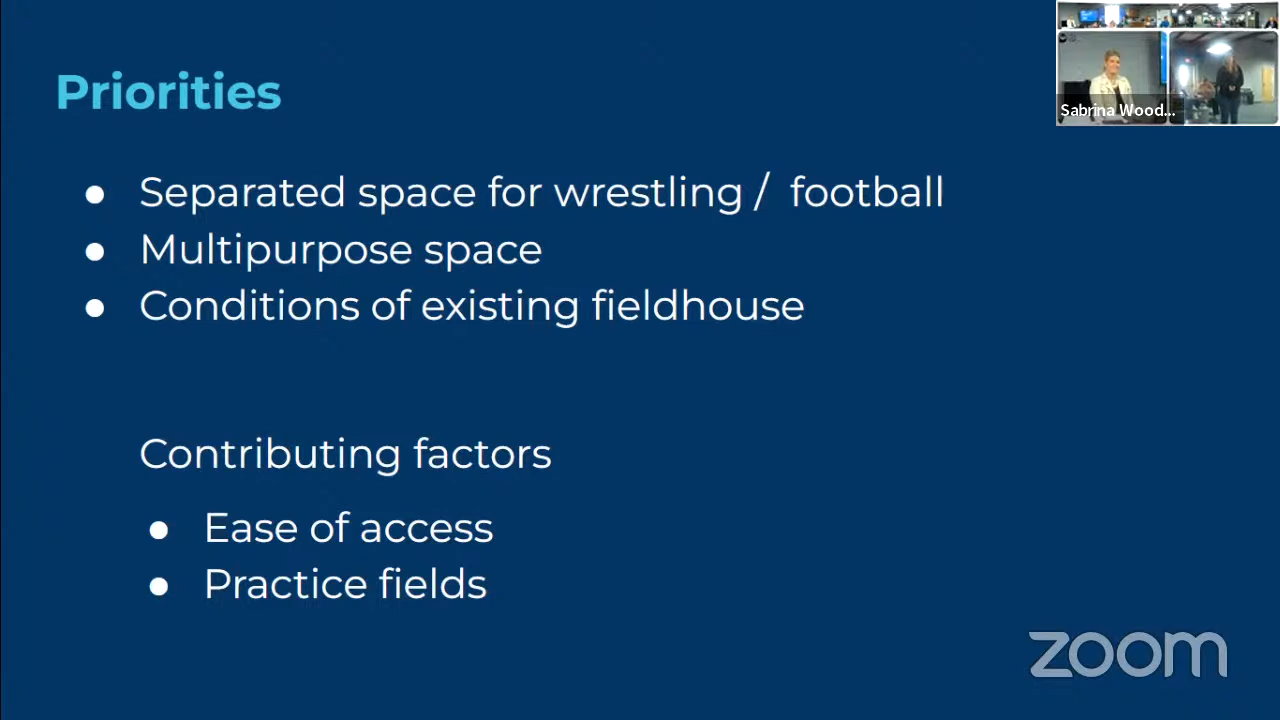 Priorities
Sabrina Wood...
● Separated space for wrestling / football
● Multipurpose space
● Conditions of existing fieldhouse
Contributing factors
● Ease of access
● Practice fields
zoom